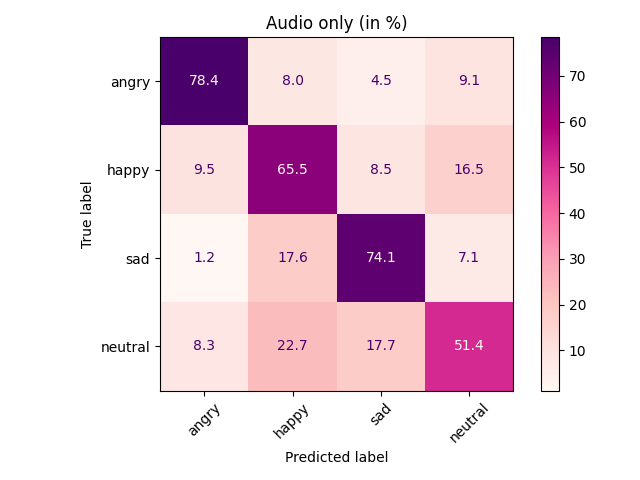 Audio only (in %)
angry 78.4 8.0 4.5 9.1
happy 9.5 65.5 8.5 16.5
sad 1.2 17.6 74.1 7.1
neutral 8.3 22.7 17.7 51.4
angry happy sad neutral
Predicted label
True label
70
60
50
40
30
20
10